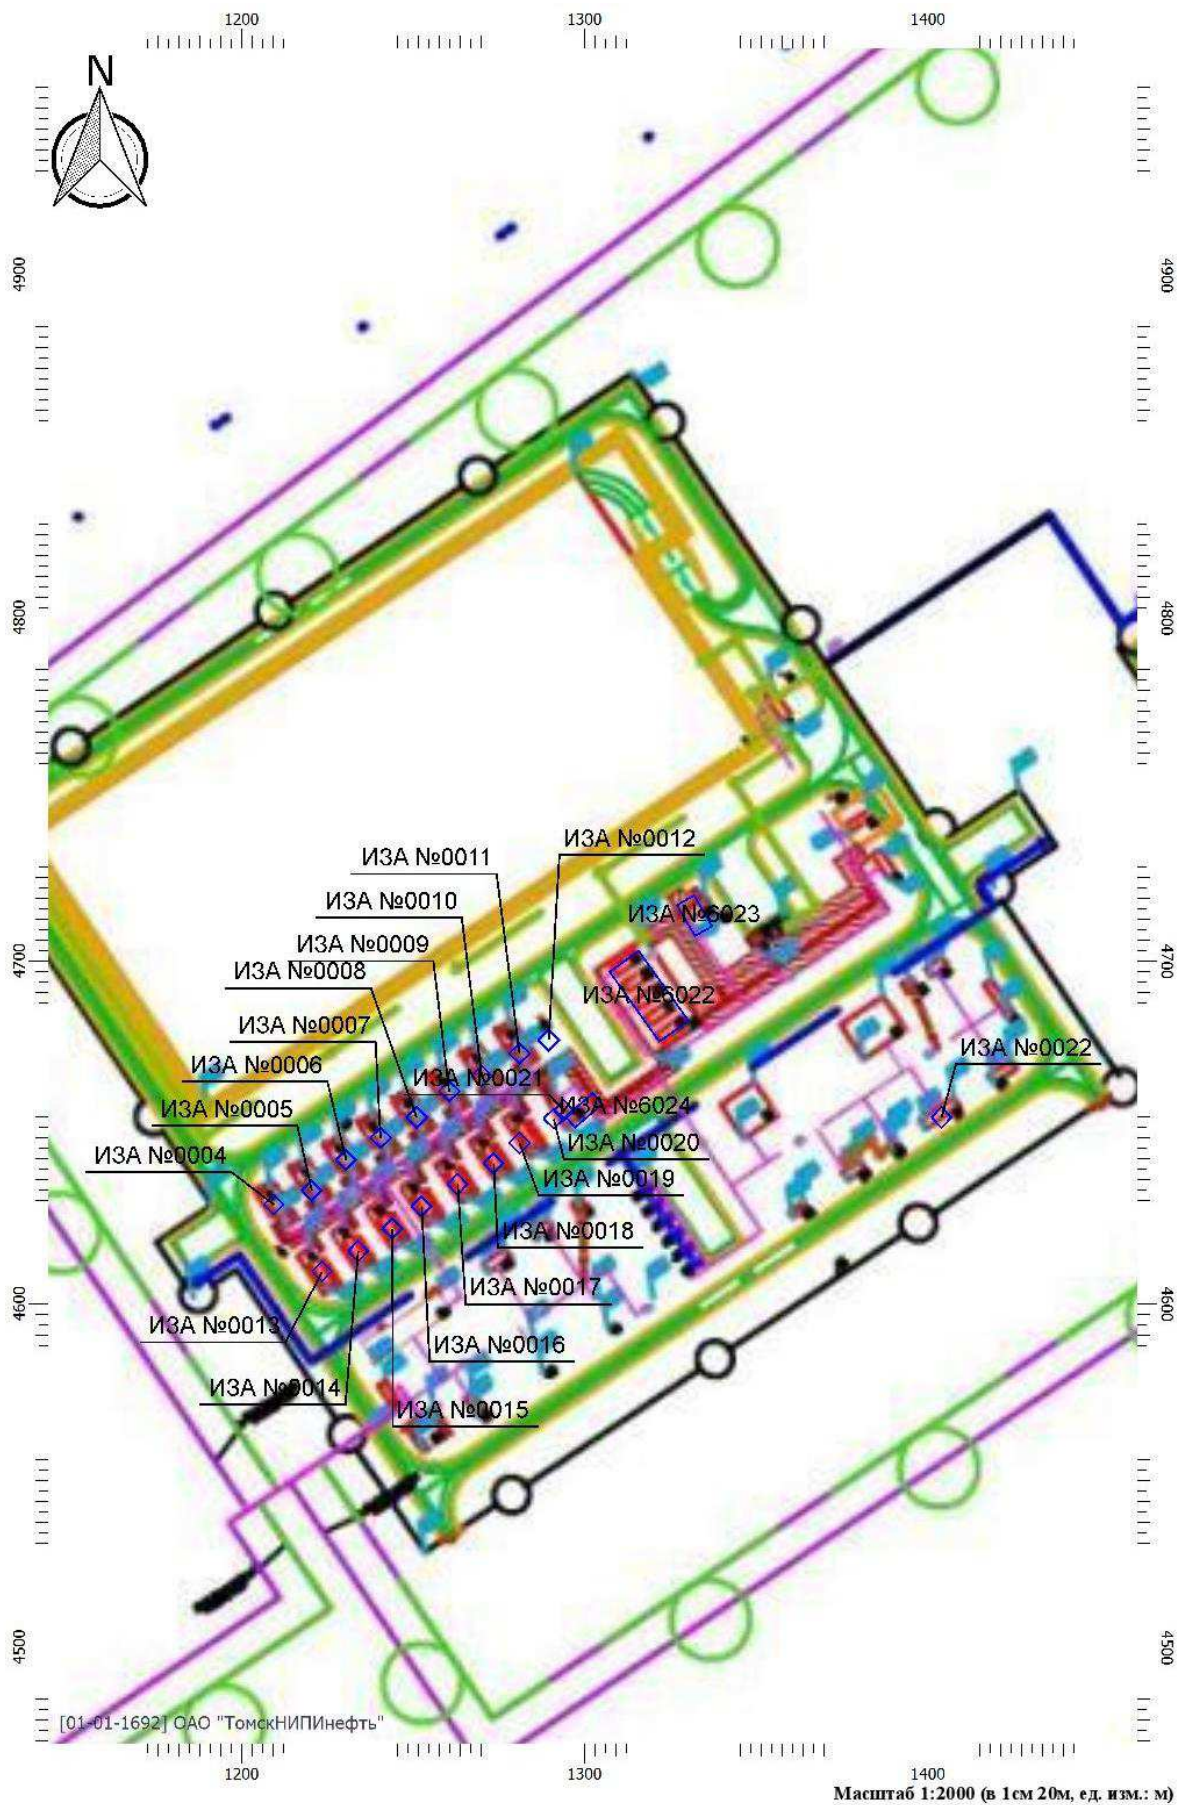 1200 1300 1400
N
4900 4900
4800 4800
ИЗА №0012
ИЗА №0011
ИЗА №0010
ИЗА №6023
ИЗА №0009
4700 4700
ИЗА №0008
ИЗА №6022
ИЗА №0007
ИЗА №0022
ИЗА №0006
ИЗА №0021
ИЗА №0005
ИЗА №6024
ИЗА №0020
ИЗА №0004
ИЗА №0019
ИЗА №0018
ИЗА №0017
4600 4600
ИЗА №0013
ИЗА №0016
ИЗА №0014
ИЗА №0015
4500 4500
[01-01-1692] ОАО "ТомскНИПИнефть"
1200 1300 1400
Масштаб 1:2000 (в 1см 20м, ед. изм.: м)